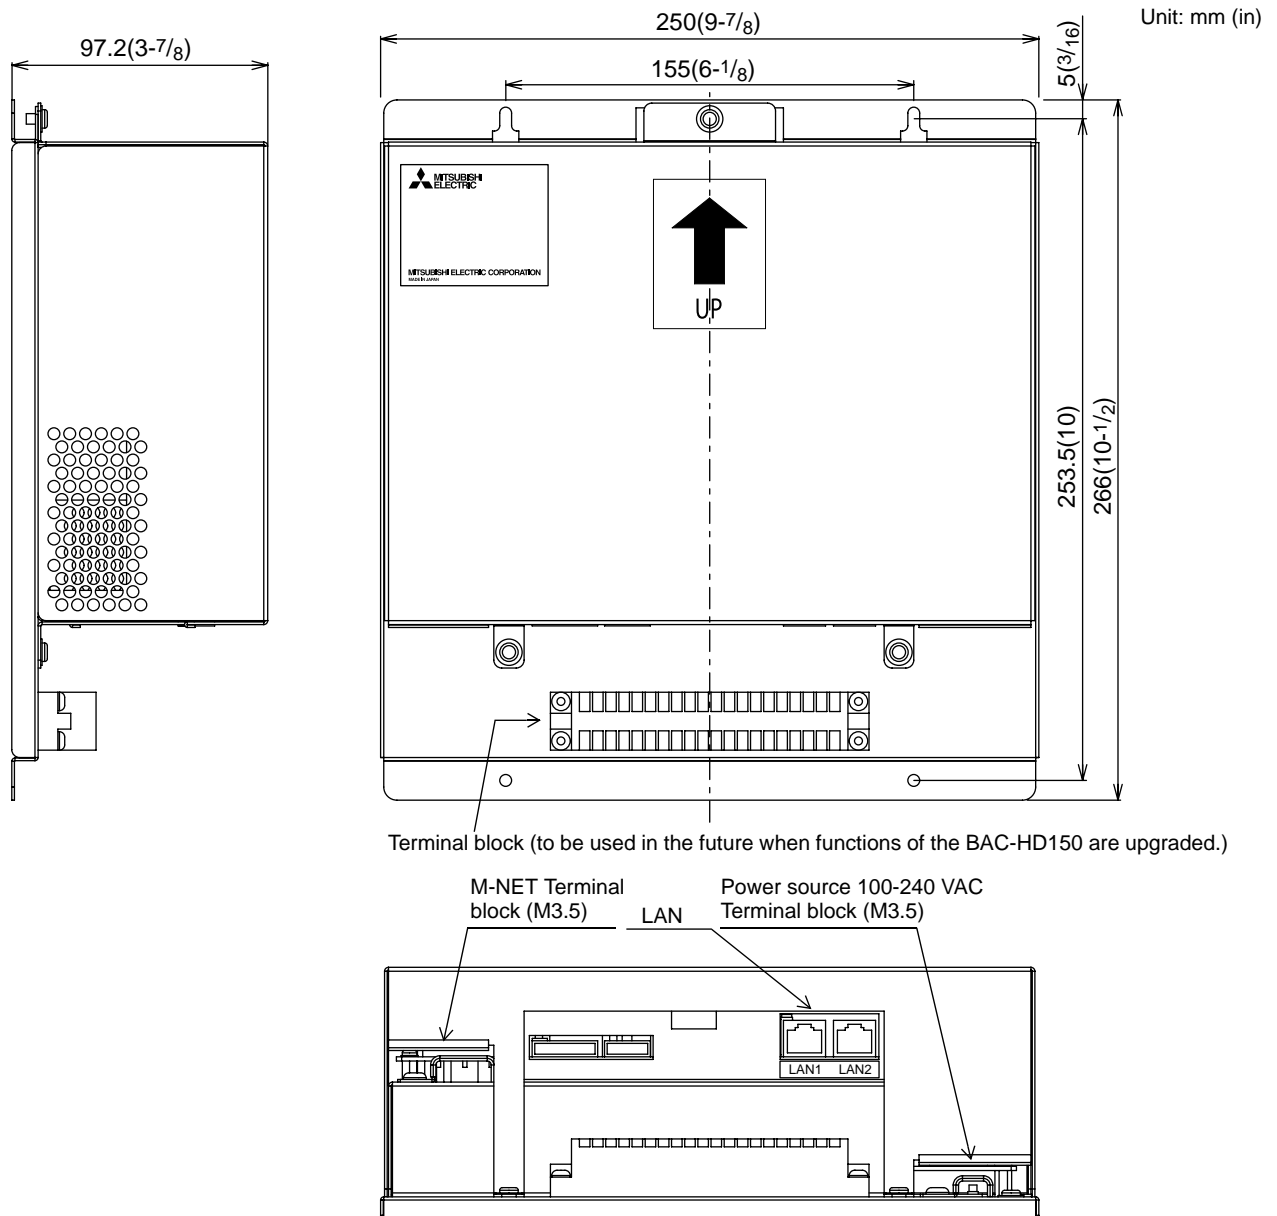 Unit: mm (in)
97.2(3-7/8)
250(9-7/8)
155(6-1/8)
5(3/16)
MITSUBISHI
ELECTRIC
MITSUBISHI ELECTRIC CORPORATION
MADE IN JAPAN
UP
253.5(10)
266(10-1/2)
Terminal block (to be used in the future when functions of the BAC-HD150 are upgraded.)
M-NET Terminal
block (M3.5)
LAN
Power source 100-240 VAC
Terminal block (M3.5)
LAN1 LAN2